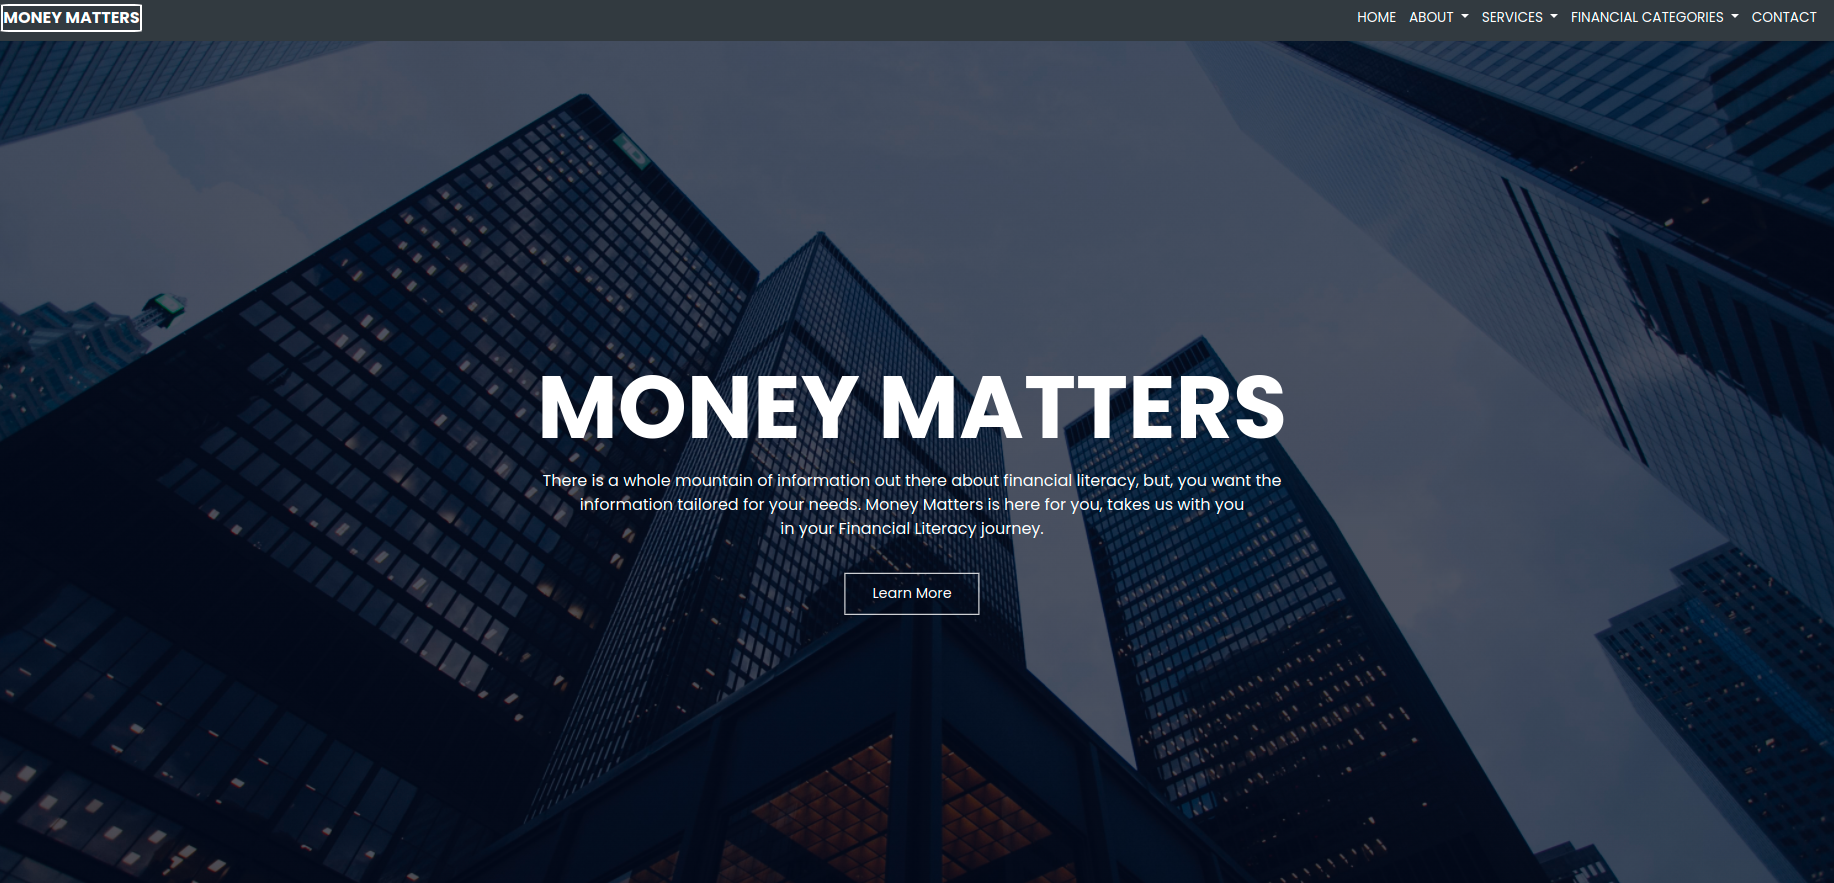 MONEY MATTERS
HOME ABOUT SERVICES FINANCIAL CATEGORIES CONTACT
MONEY MATTERS
There is a whole mountain of information out there about financial literacy, but, you want the
information tailored for your needs. Money Matters is here for you, takes us with you
in your Financial Literacy journey.
Learn More